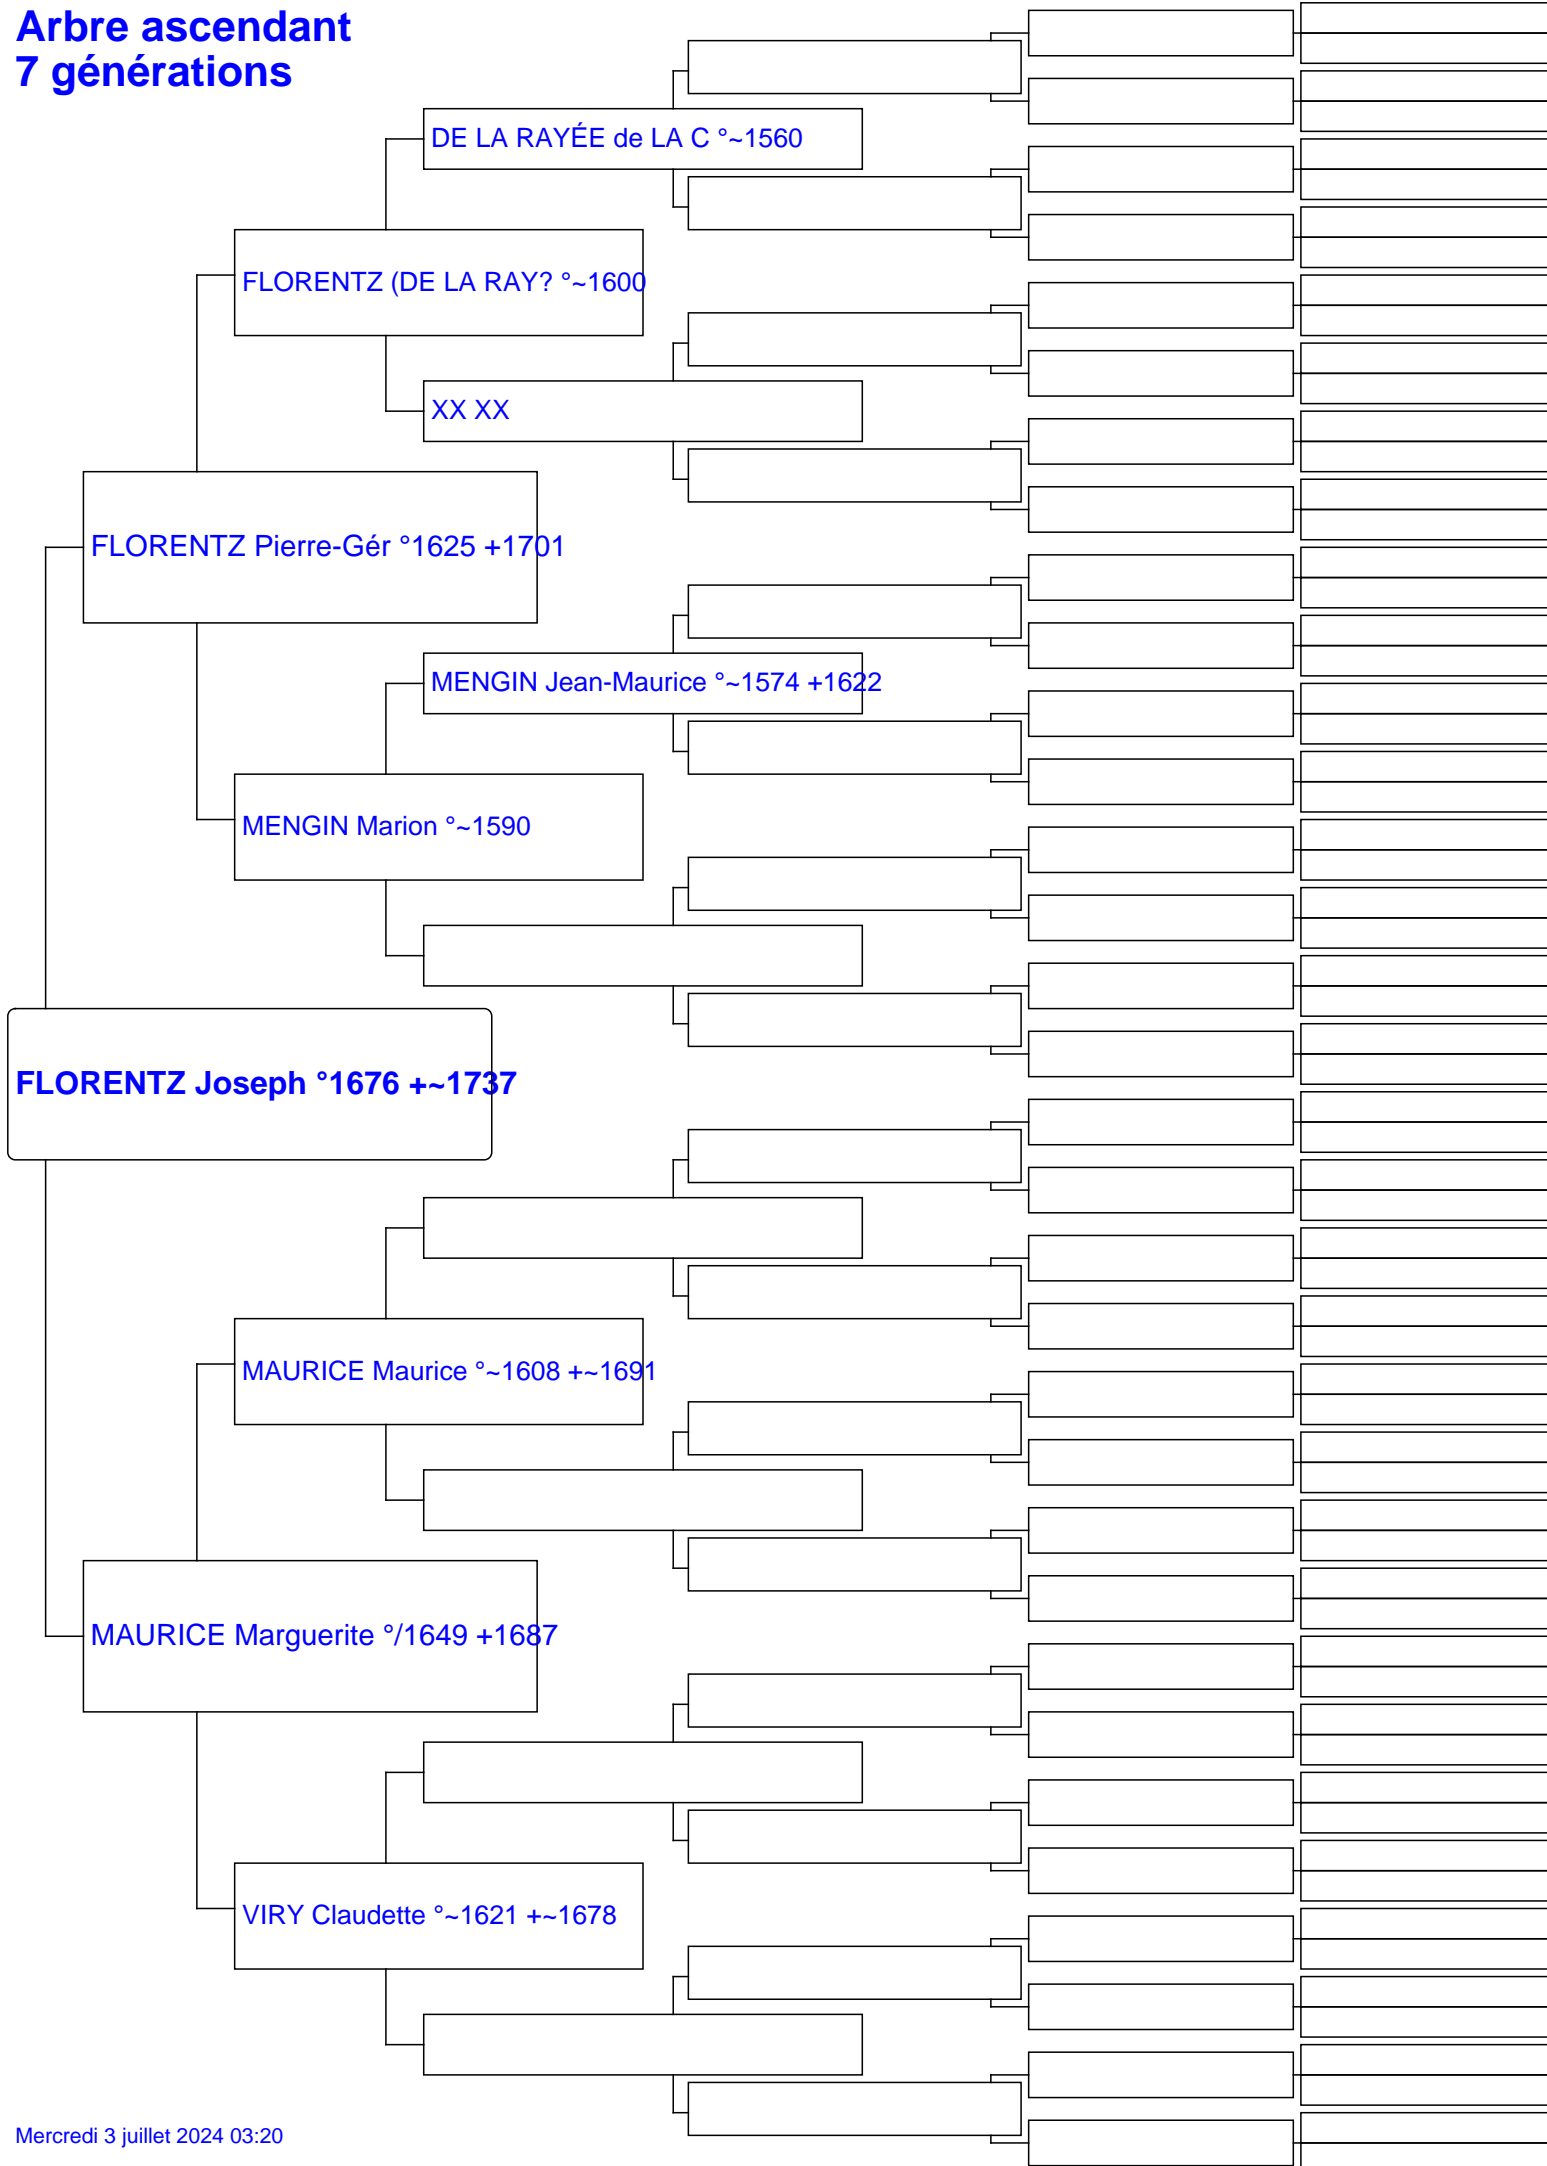 Arbre ascendant
7 générations
DE LA RAYÉE de LA C °~1560
FLORENTZ (DE LA RAY? °~1600
XX XX
FLORENTZ Pierre-Gér °1625 +1701
MENGIN Jean-Maurice °~1574 +1622
MENGIN Marion °~1590
FLORENTZ Joseph °1676 +~1737
MAURICE Maurice °~1608 +~1691
MAURICE Marguerite °/1649 +1687
VIRY Claudette °~1621 +~1678
Mercredi 3 juillet 2024 03:20